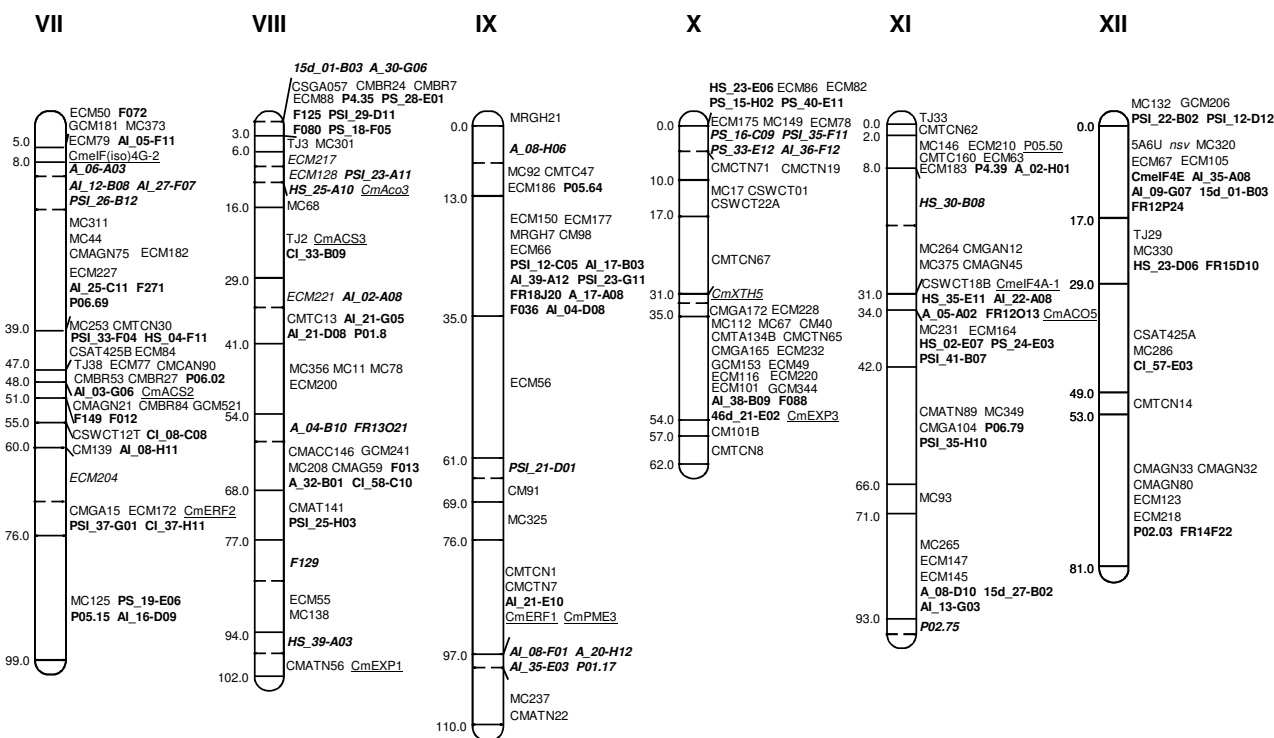 VII
ECM50 F072
GCM181 MC373
5.0
ECM79 AI_05-F11
8.0
CmeIF(iso)4G-2
A_06-A03
AI_12-B08 AI_27-F07
PSI_26-B12
MC311
MC44
CMAGN75 ECM182
ECM227
AI_25-C11 F271
P06.69
39.0
MC253 CMTCN30
PSI_33-F04 HS_04-F11
CSAT425B ECM84
47.0
TJ38 ECM77 CMCAN90
48.0
CMBR53 CMBR27 P06.02
AI_03-G06 CmACS2
51.0
CMAGN21 CMBR84 GCM521
F149 F012
55.0
CSWCT12T CI_08-C08
60.0
CM139 AI_08-H11
ECM204
CMGA15 ECM172 CmERF2
PSI_37-G01 CI_37-H11
76.0
MC125 PS_19-E06
P05.15 AI_16-D09
99.0
VIII
15d_01-B03 A_30-G06
CSGA057 CMBR24 CMBR7
ECM88 P4.35 PS_28-E01
F125 PSI_29-D11
F080 PS_18-F05
3.0
TJ3 MC301
6.0
ECM217
ECM128 PSI_23-A11
HS_25-A10 CmAco3
16.0
MC68
TJ2 CmACS3
CI_33-B09
29.0
ECM221 AI_02-A08
CMTC13 AI_21-G05
AI_21-D08 P01.8
41.0
MC356 MC11 MC78
ECM200
54.0
A_04-B10 FR13O21
CMACC146 GCM241
MC208 CMAG59 F013
A_32-B01 CI_58-C10
68.0
CMAT141
PSI_25-H03
77.0
F129
ECM55
MC138
94.0
HS_39-A03
CMATN56 CmEXP1
102.0
IX
MRGH21
0.0
A_08-H06
MC92 CMTC47
ECM186 P05.64
13.0
ECM150 ECM177
MRGH7 CM98
ECM66
PSI_12-C05 AI_17-B03
AI_39-A12 PSI_23-G11
FR18J20 A_17-A08
F036 AI_04-D08
35.0
ECM56
61.0
PSI_21-D01
CM91
69.0
MC325
76.0
CMTCN1
CMCTN7
AI_21-E10
CmERF1 CmPME3
97.0
AI_08-F01 A_20-H12
AI_35-E03 P01.17
MC237
CMATN22
110.0
X
HS_23-E06 ECM86 ECM82
PS_15-H02 PS_40-E11
0.0
ECM175 MC149 ECM78
PS_16-C09 PSI_35-F11
PS_33-E12 AI_36-F12
CMCTN71 CMCTN19
10.0
MC17 CSWCT01
CSWCT22A
17.0
CMTCN67
31.0
CmXTH5
35.0
CMGA172 ECM228
MC112 MC67 CM40
CMTA134B CMCTN65
CMGA165 ECM232
GCM153 ECM49
ECM116 ECM220
ECM101 GCM344
AI_38-B09 F088
46d_21-E02 CmEXP3
54.0
CM101B
57.0
CMTCN8
62.0
XI
TJ33
0.0
CMTCN62
2.0
MC146 ECM210 P05.50
CMTC160 ECM63
8.0
ECM183 P4.39 A_02-H01
HS_30-B08
MC264 CMGAN12
MC375 CMAGN45
CSWCT18B CmeIF4A-1
31.0
HS_35-E11 AI_22-A08
34.0
A_05-A02 FR12O13 CmACO5
MC231 ECM164
HS_02-E07 PS_24-E03
PSI_41-B07
42.0
CMATN89 MC349
CMGA104 P06.79
PSI_35-H10
66.0
MC93
71.0
MC265
ECM147
ECM145
A_08-D10 15d_27-B02
AI_13-G03
93.0
P02.75
XII
MC132 GCM206
PSI_22-B02 PSI_12-D12
0.0
5A6U nsv MC320
ECM67 ECM105
CmeIF4E AI_35-A08
AI_09-G07 15d_01-B03
FR12P24
17.0
TJ29
MC330
HS_23-D06 FR15D10
29.0
CSAT425A
MC286
CI_57-E03
49.0
CMTCN14
53.0
CMAGN33 CMAGN32
CMAGN80
ECM123
ECM218
P02.03 FR14F22
81.0